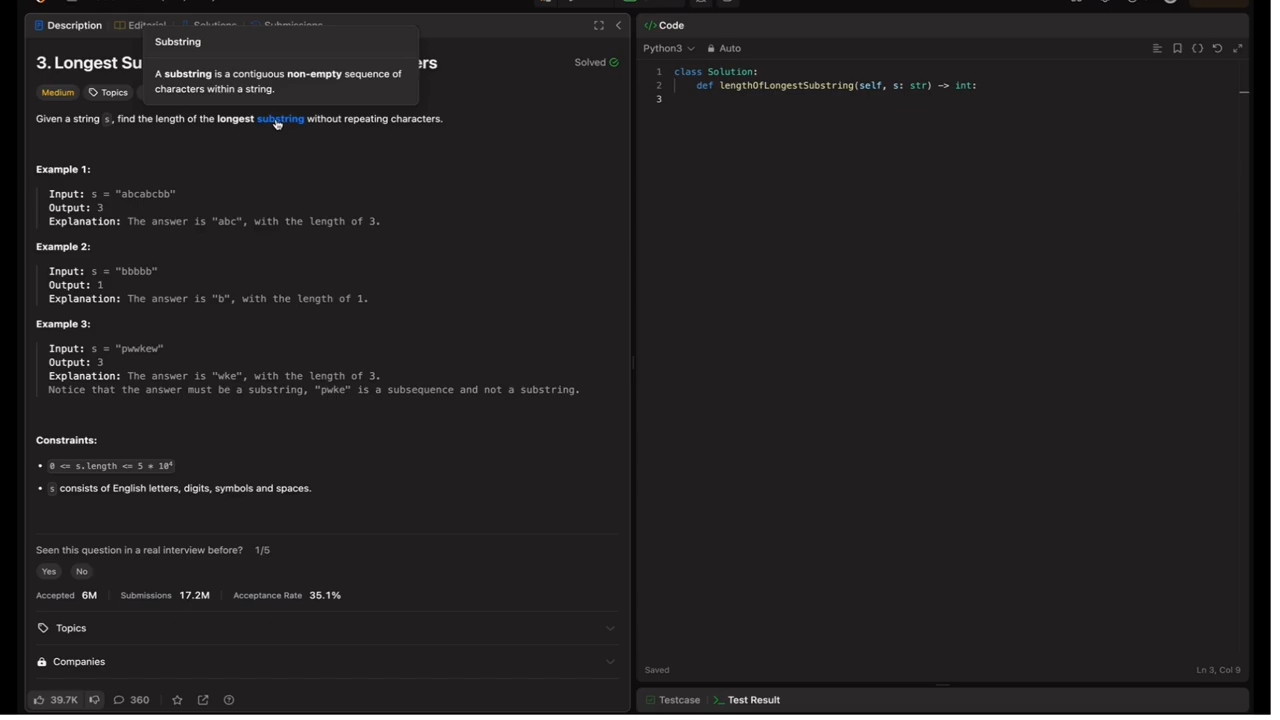 Description
Editorial
Solutions
Submissions
Substring
A substring is a contiguous non-empty sequence of
characters within a string.
3. Longest Su
ers
Solved
Medium
Topics
Given a string s, find the length of the longest substring without repeating characters.
Example 1:
Input: s = "abcabcbb"
Output: 3
Explanation: The answer is "abc", with the length of 3.
Example 2:
Input: s = "bbbbb"
Output: 1
Explanation: The answer is "b", with the length of 1.
Example 3:
Input: s = "pwwkew"
Output: 3
Explanation: The answer is "wke", with the length of 3.
Notice that the answer must be a substring, "pwke" is a subsequence and not a substring.
Constraints:
• 0 <= s.length <= 5 * 10⁴
• s consists of English letters, digits, symbols and spaces.
Seen this question in a real interview before? 1/5
Yes No
Accepted 6M Submissions 17.2M Acceptance Rate 35.1%
Topics
Companies
39.7K 360
</> Code
Python3 Auto
1 class Solution:
2 def lengthOfLongestSubstring(self, s: str) -> int:
3
Saved
Ln 3, Col 9
Testcase >_ Test Result